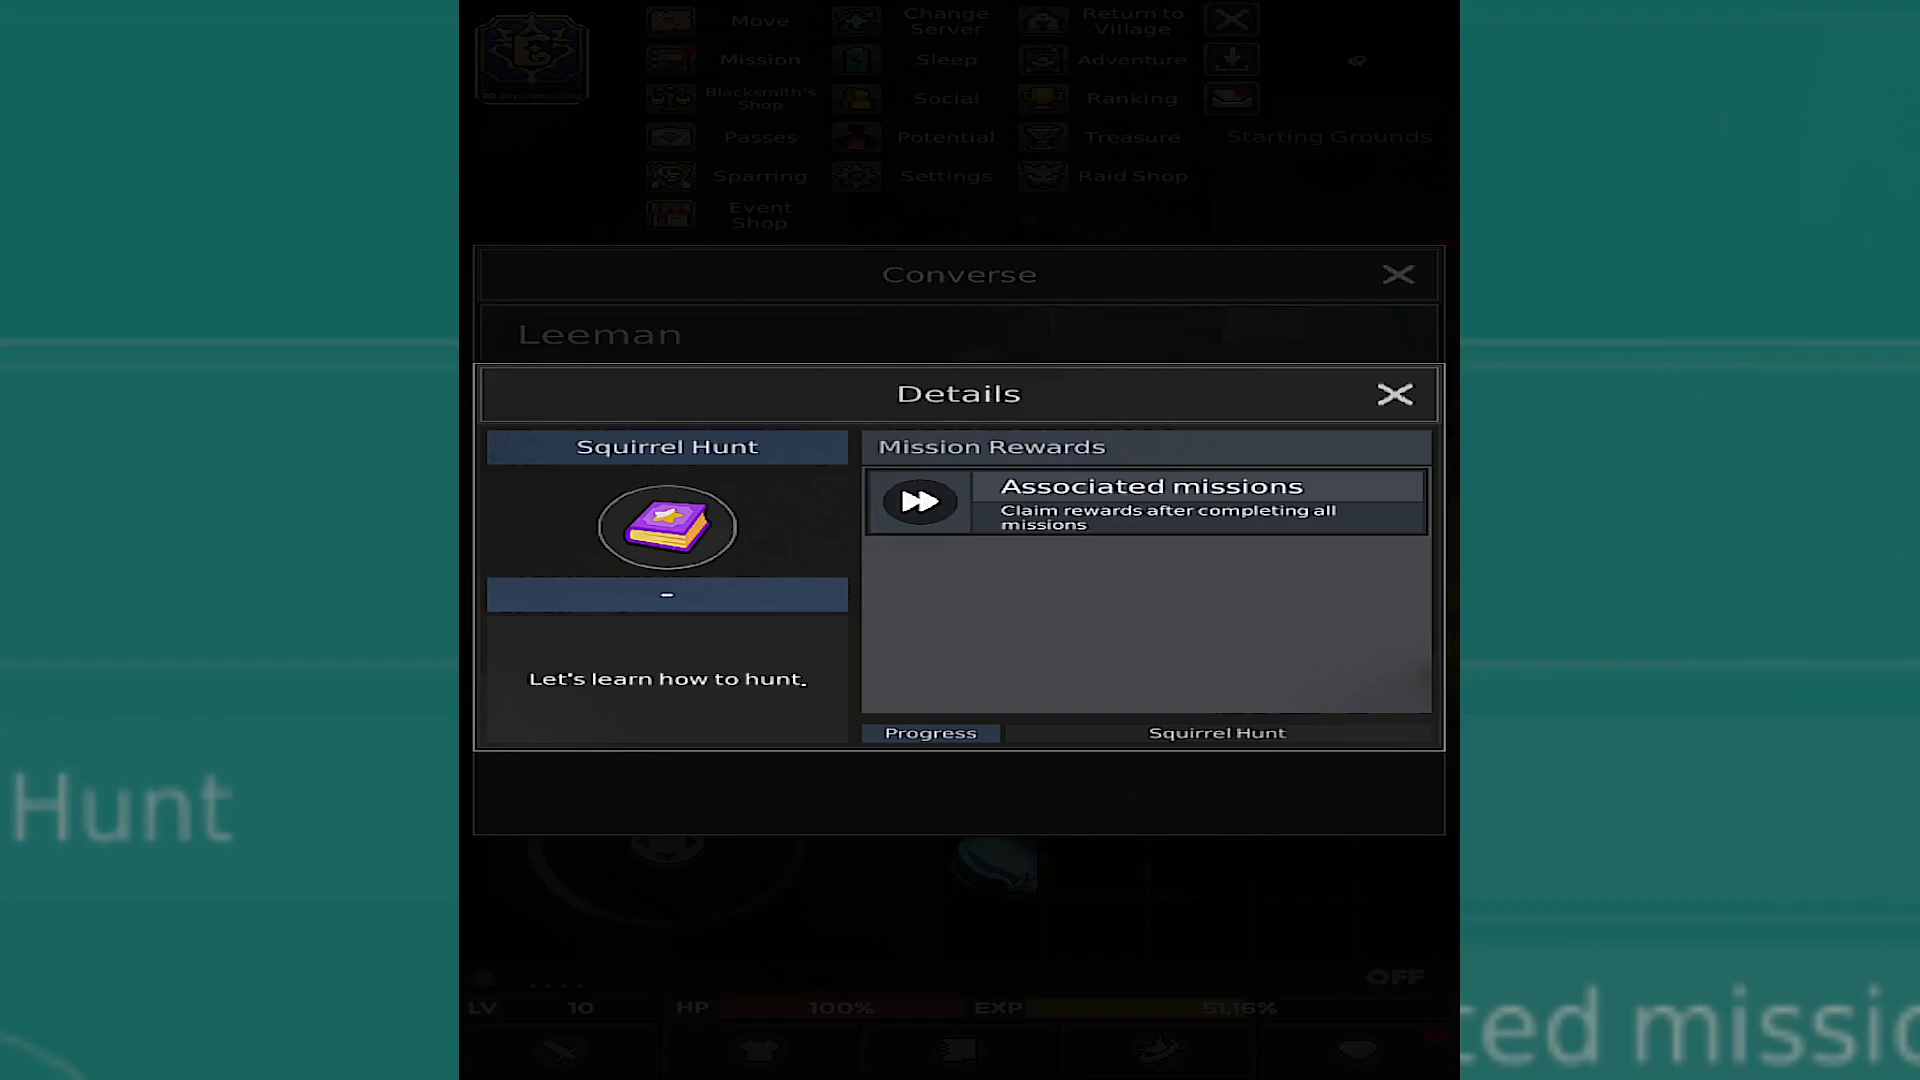 Move
Change
Server
Return to
Village
Mission
Sleep
Adventure
Blacksmith's
Shop
Social
Ranking
Passes
Potential
Treasure
Starting Grounds
Sparring
Settings
Raid Shop
Event
Shop
Converse
Leeman
Details
Squirrel Hunt
Mission Rewards
Associated missions
Claim rewards after completing all
missions
-
Let's learn how to hunt.
Progress
Squirrel Hunt
Hunt
OFF
LV 10 HP 100% EXP 51.16%
ted missio